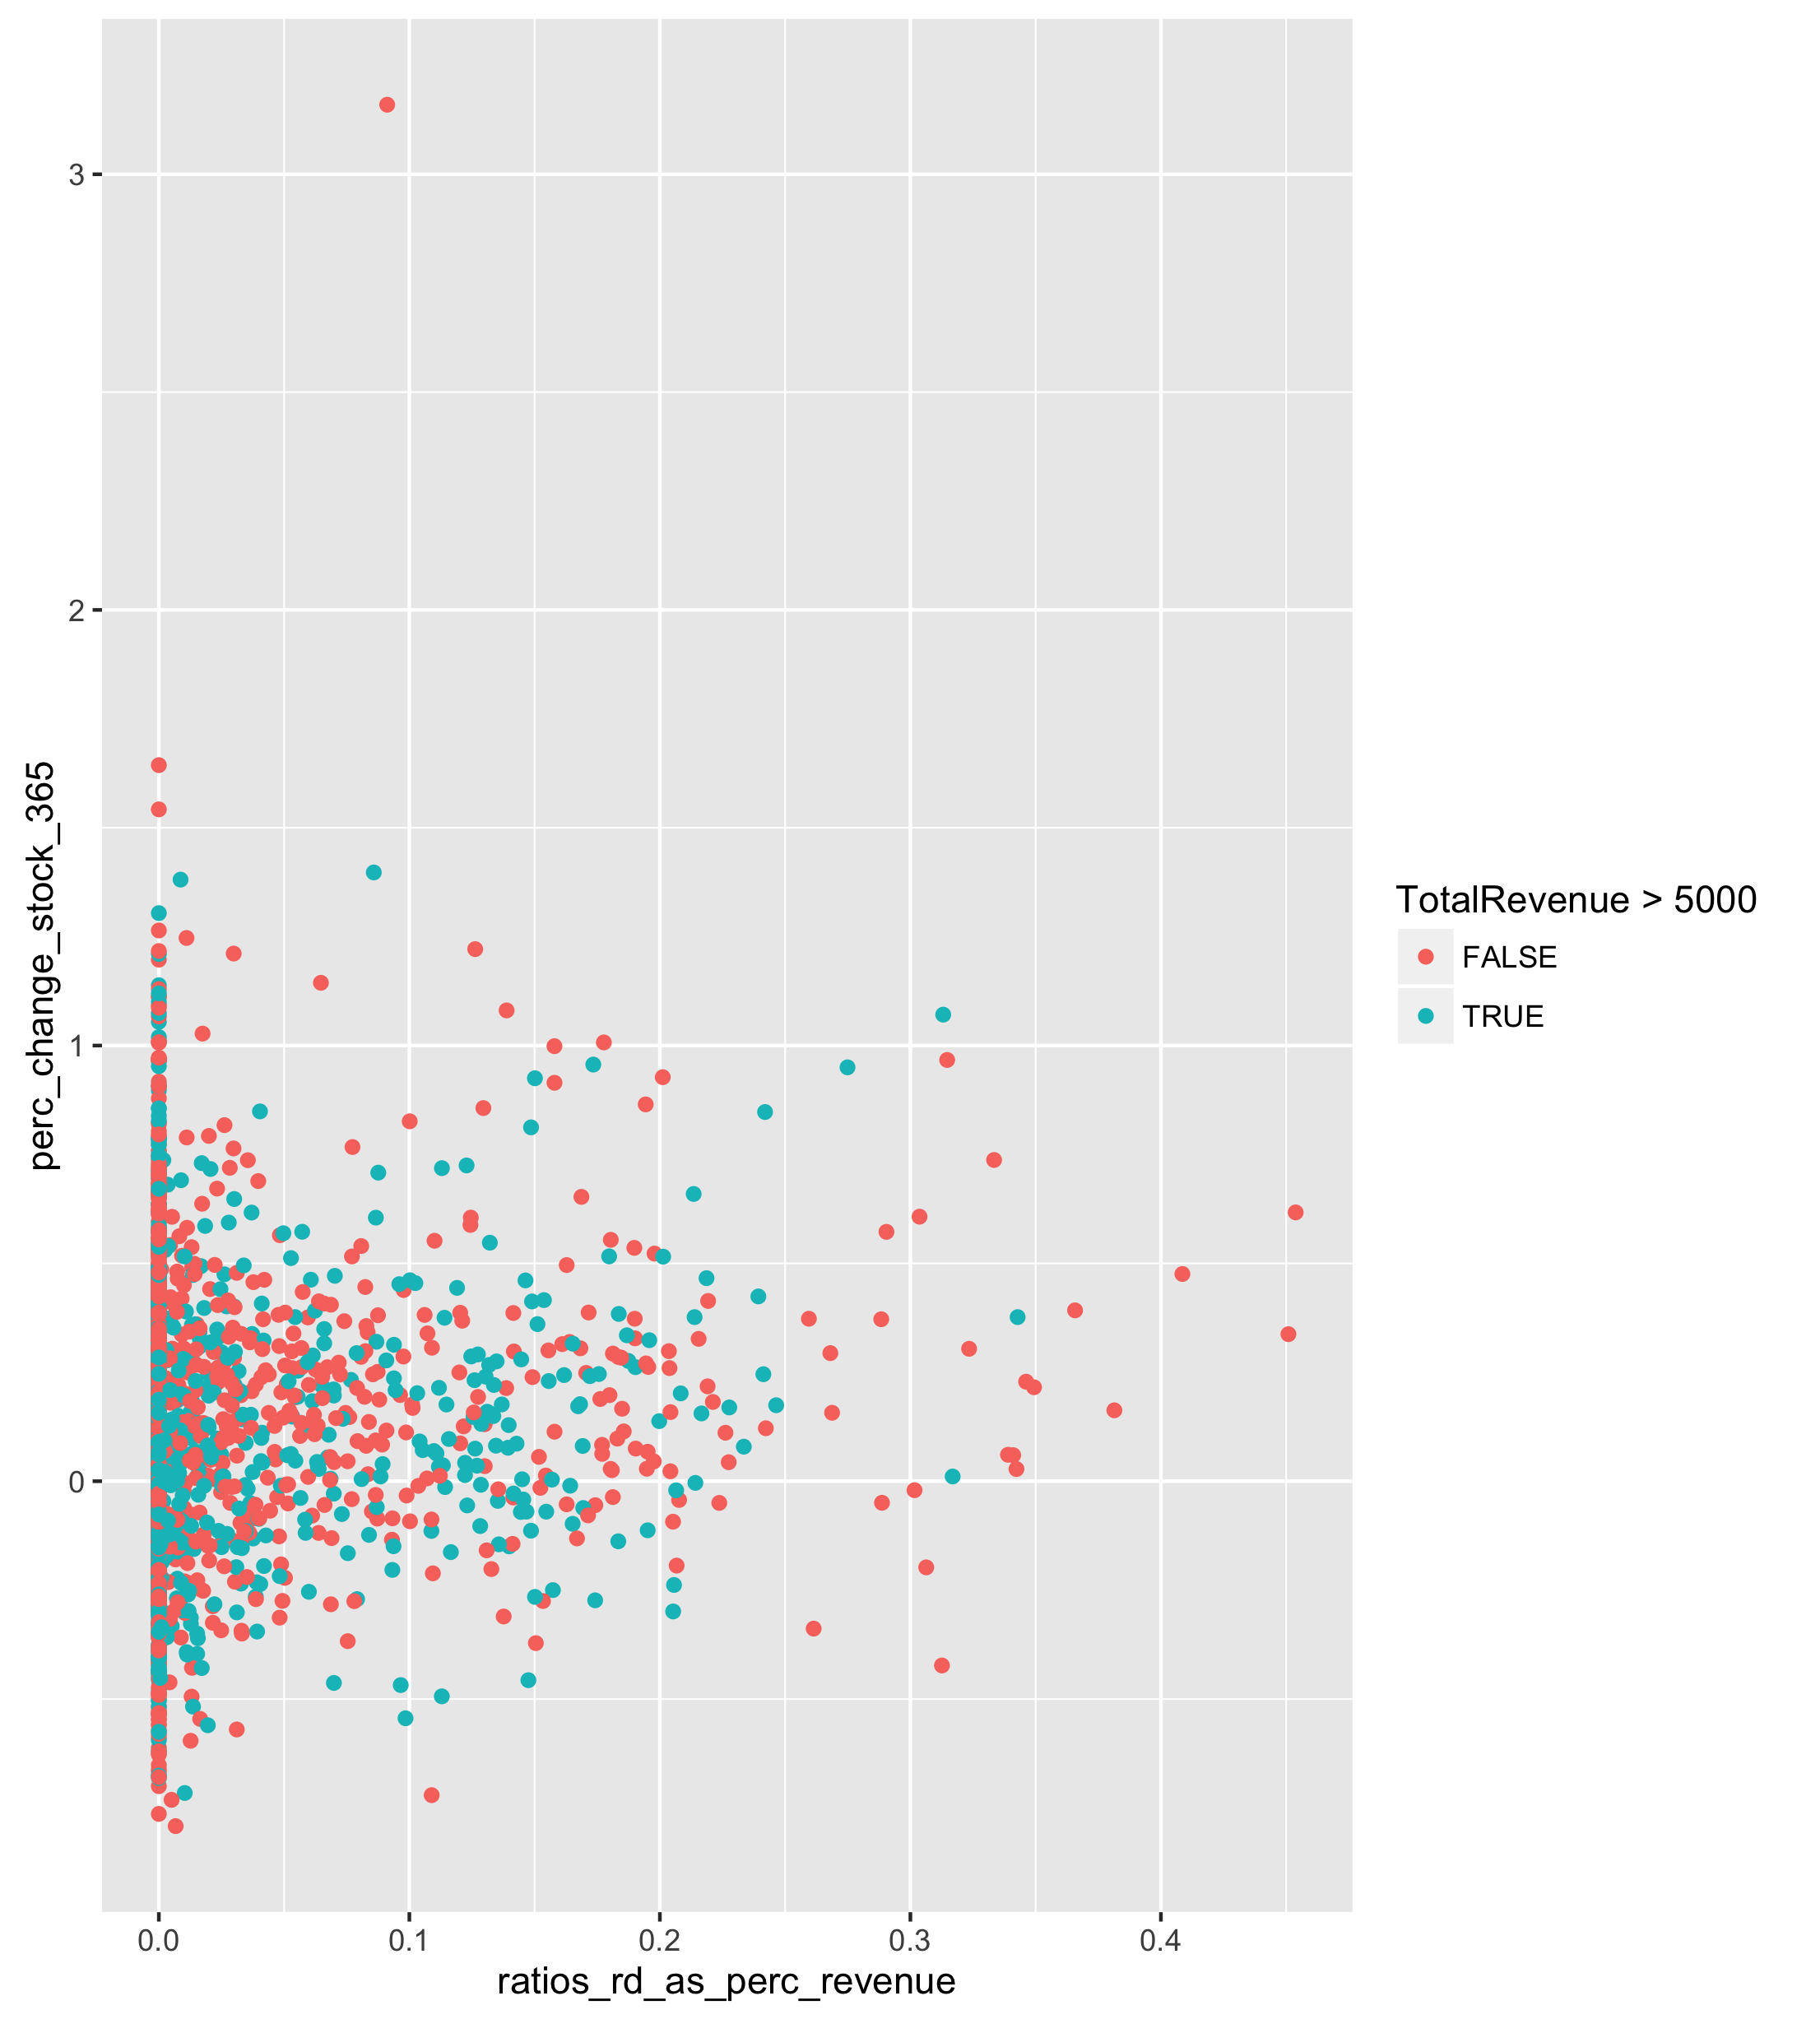 perc_change_stock_365
3
2
1
0
0.0 0.1 0.2 0.3 0.4
ratios_rd_as_perc_revenue
TotalRevenue > 5000
FALSE
TRUE